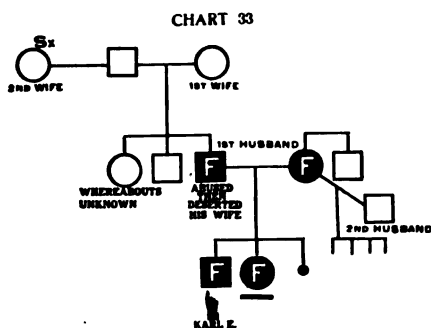 CHART 33
Sx
2ND WIFE
1ST WIFE
1ST HUSBAND
F
F
WHEREABOUTS
UNKNOWN
ABUSED
THEN
DESERTED
HIS WIFE
2ND HUSBAND
F
F
KARL E.